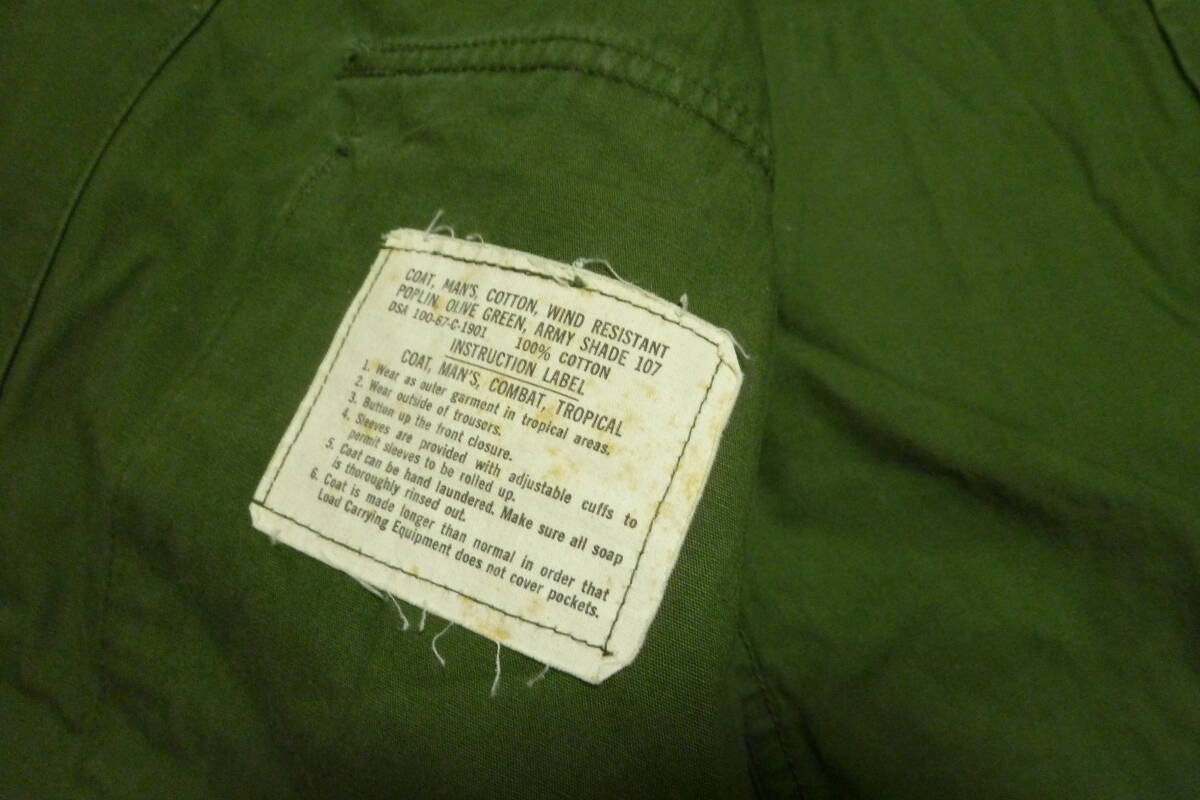 COAT, MAN'S, COTTON, WIND RESISTANT
POPLIN, OLIVE GREEN, ARMY SHADE 107
DSA 100-67-C-1901 100% COTTON
INSTRUCTION LABEL
COAT, MAN'S, COMBAT, TROPICAL
1. Wear as outer garment in tropical areas.
2. Wear outside of trousers.
3. Button up the front closure.
4. Sleeves are provided with adjustable cuffs to
permit sleeves to be rolled up.
5. Coat can be hand laundered. Make sure all soap
is thoroughly rinsed out.
6. Coat is made longer than normal in order that
Load Carrying Equipment does not cover pockets.